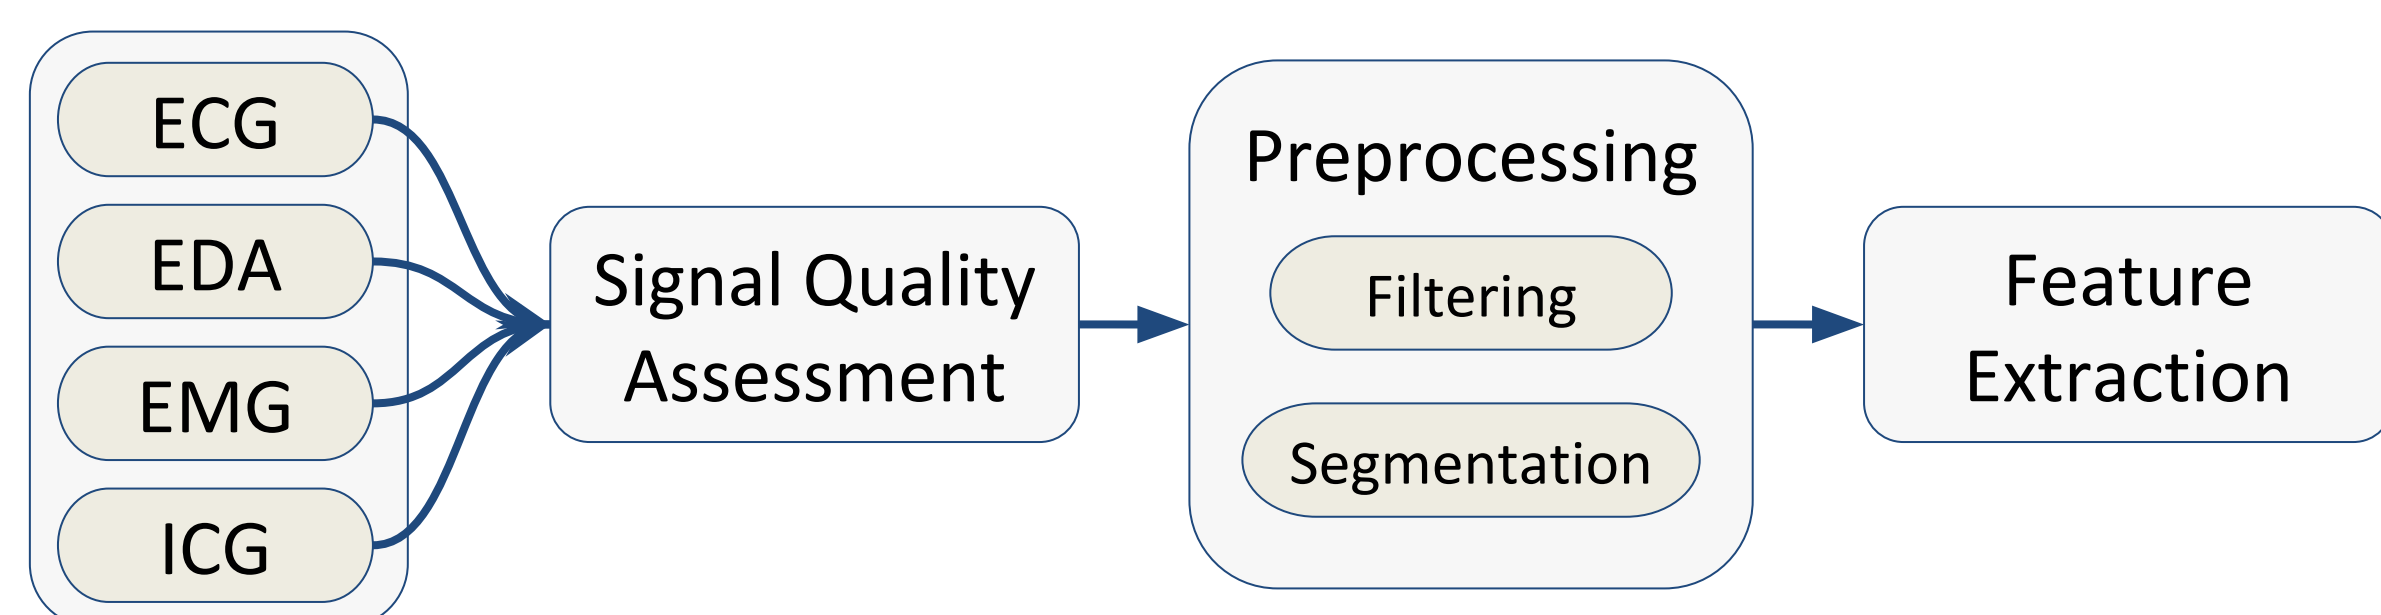 ECG
EDA
EMG
ICG
Signal Quality
Assessment
Preprocessing
Filtering
Segmentation
Feature
Extraction